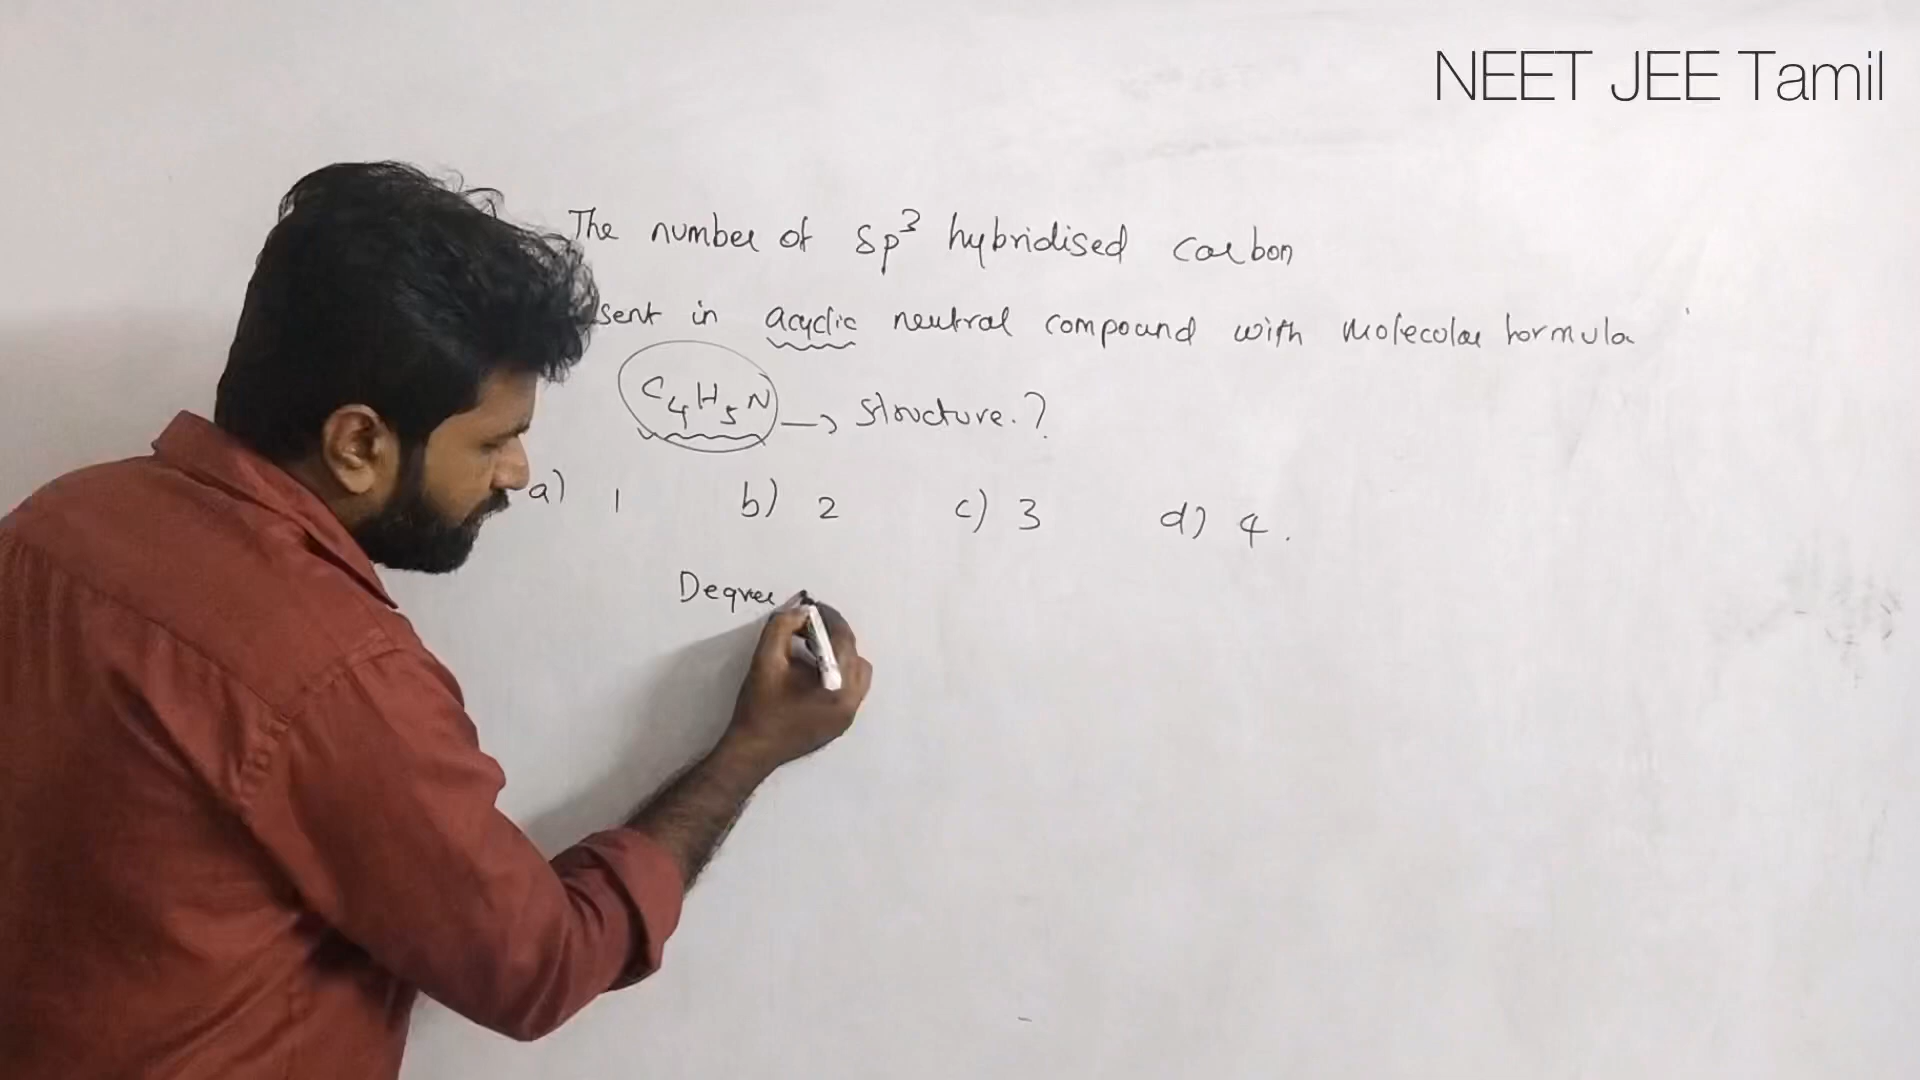 NEET JEE Tamil
The number of sp³ hybridised carbon
sent in acyclic neutral compound with molecular formula
C₄H₅N → structure.?
a) 1 b) 2 c) 3 d) 4.
Degree